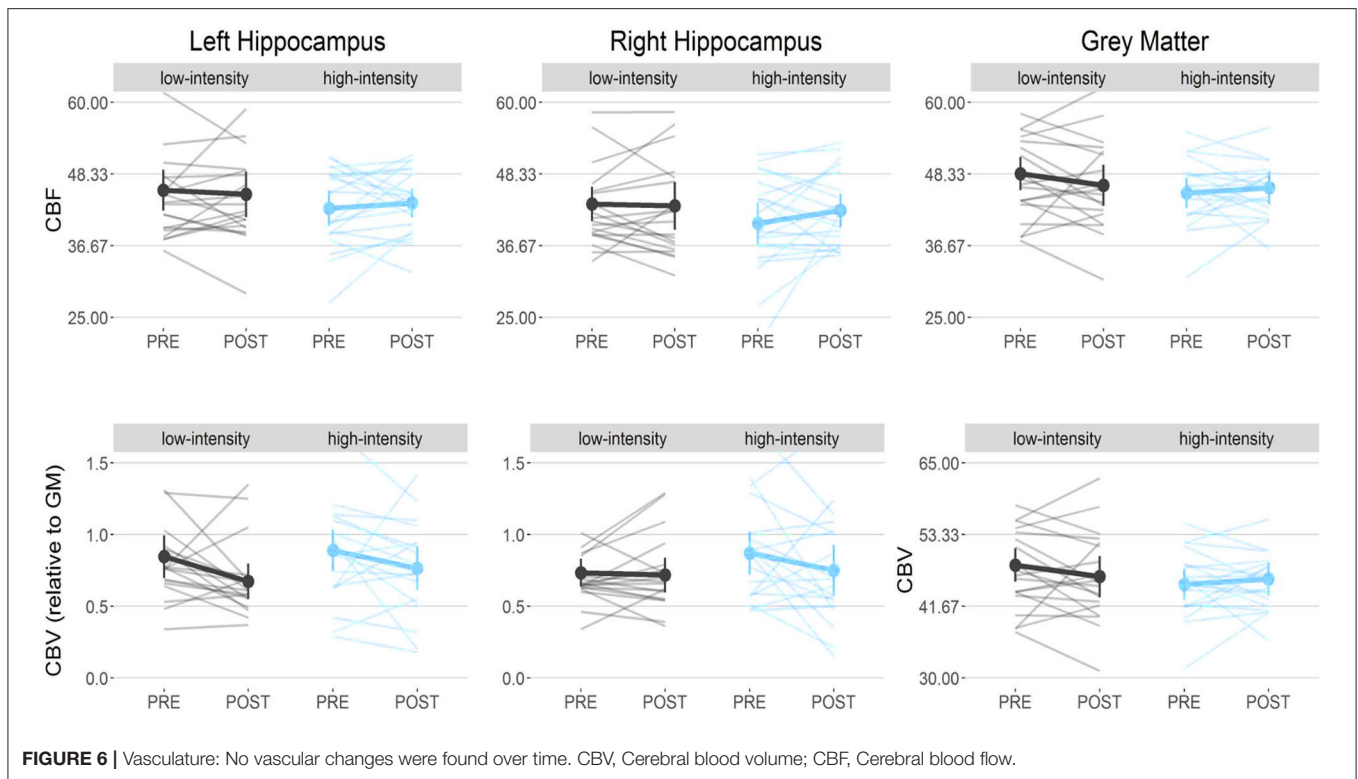 Left Hippocampus
Right Hippocampus
Grey Matter
low-intensity high-intensity
low-intensity high-intensity
low-intensity high-intensity
CBF
60.00
48.33
36.67
25.00
60.00
48.33
36.67
25.00
60.00
48.33
36.67
25.00
PRE POST PRE POST
PRE POST PRE POST
PRE POST PRE POST
low-intensity high-intensity
low-intensity high-intensity
low-intensity high-intensity
CBV (relative to GM)
1.5
1.0
0.5
0.0
1.5
1.0
0.5
0.0
CBV
65.00
53.33
41.67
30.00
PRE POST PRE POST
PRE POST PRE POST
PRE POST PRE POST
FIGURE 6 | Vasculature: No vascular changes were found over time. CBV, Cerebral blood volume; CBF, Cerebral blood flow.